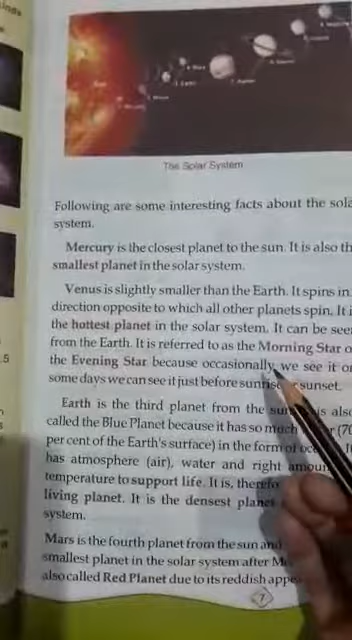 The Solar System
Following are some interesting facts about the sola
system.
Mercury is the closest planet to the sun. It is also th
smallest planet in the solar system.
Venus is slightly smaller than the Earth. It spins in
direction opposite to which all other planets spin. It i
the hottest planet in the solar system. It can be see
from the Earth. It is referred to as the Morning Star o
the Evening Star because occasionally we see it o
some days we can see it just before sunrise r sunset.
Earth is the third planet from the su is also
called the Blue Planet because it has so much (70
per cent of the Earth's surface) in the form of
has atmosphere (air), water and right amoun
temperature to support life. It is, therefo
living planet. It is the densest plane
system.
Mars is the fourth planet from the sun and
smallest planet in the solar system after M
also called Red Planet due to its reddish appe
7